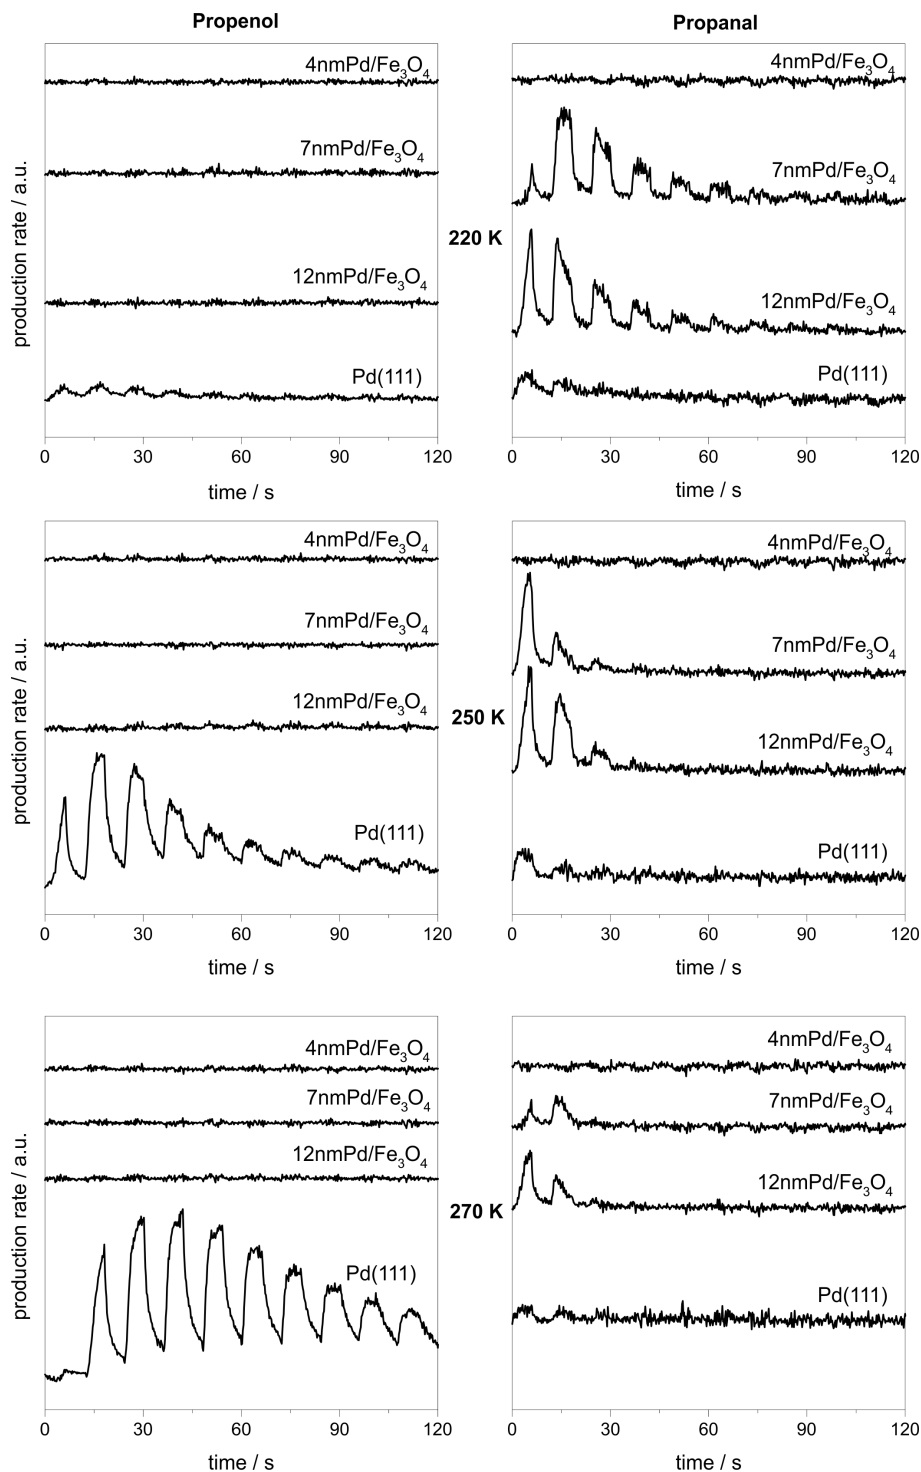 Propenol Propanal
4nmPd/Fe₃O₄ 4nmPd/Fe₃O₄
7nmPd/Fe₃O₄ 7nmPd/Fe₃O₄
220 K
12nmPd/Fe₃O₄ 12nmPd/Fe₃O₄
Pd(111) Pd(111)
production rate / a.u.
0 30 60 90 120 0 30 60 90 120
time / s time / s
4nmPd/Fe₃O₄ 4nmPd/Fe₃O₄
7nmPd/Fe₃O₄ 7nmPd/Fe₃O₄
12nmPd/Fe₃O₄ 250 K 12nmPd/Fe₃O₄
Pd(111) Pd(111)
production rate / a.u.
0 30 60 90 120 0 30 60 90 120
time / s time / s
4nmPd/Fe₃O₄ 4nmPd/Fe₃O₄
7nmPd/Fe₃O₄ 7nmPd/Fe₃O₄
12nmPd/Fe₃O₄ 12nmPd/Fe₃O₄
270 K
Pd(111) Pd(111)
production rate / a.u.
0 30 60 90 120 0 30 60 90 120
time / s time / s